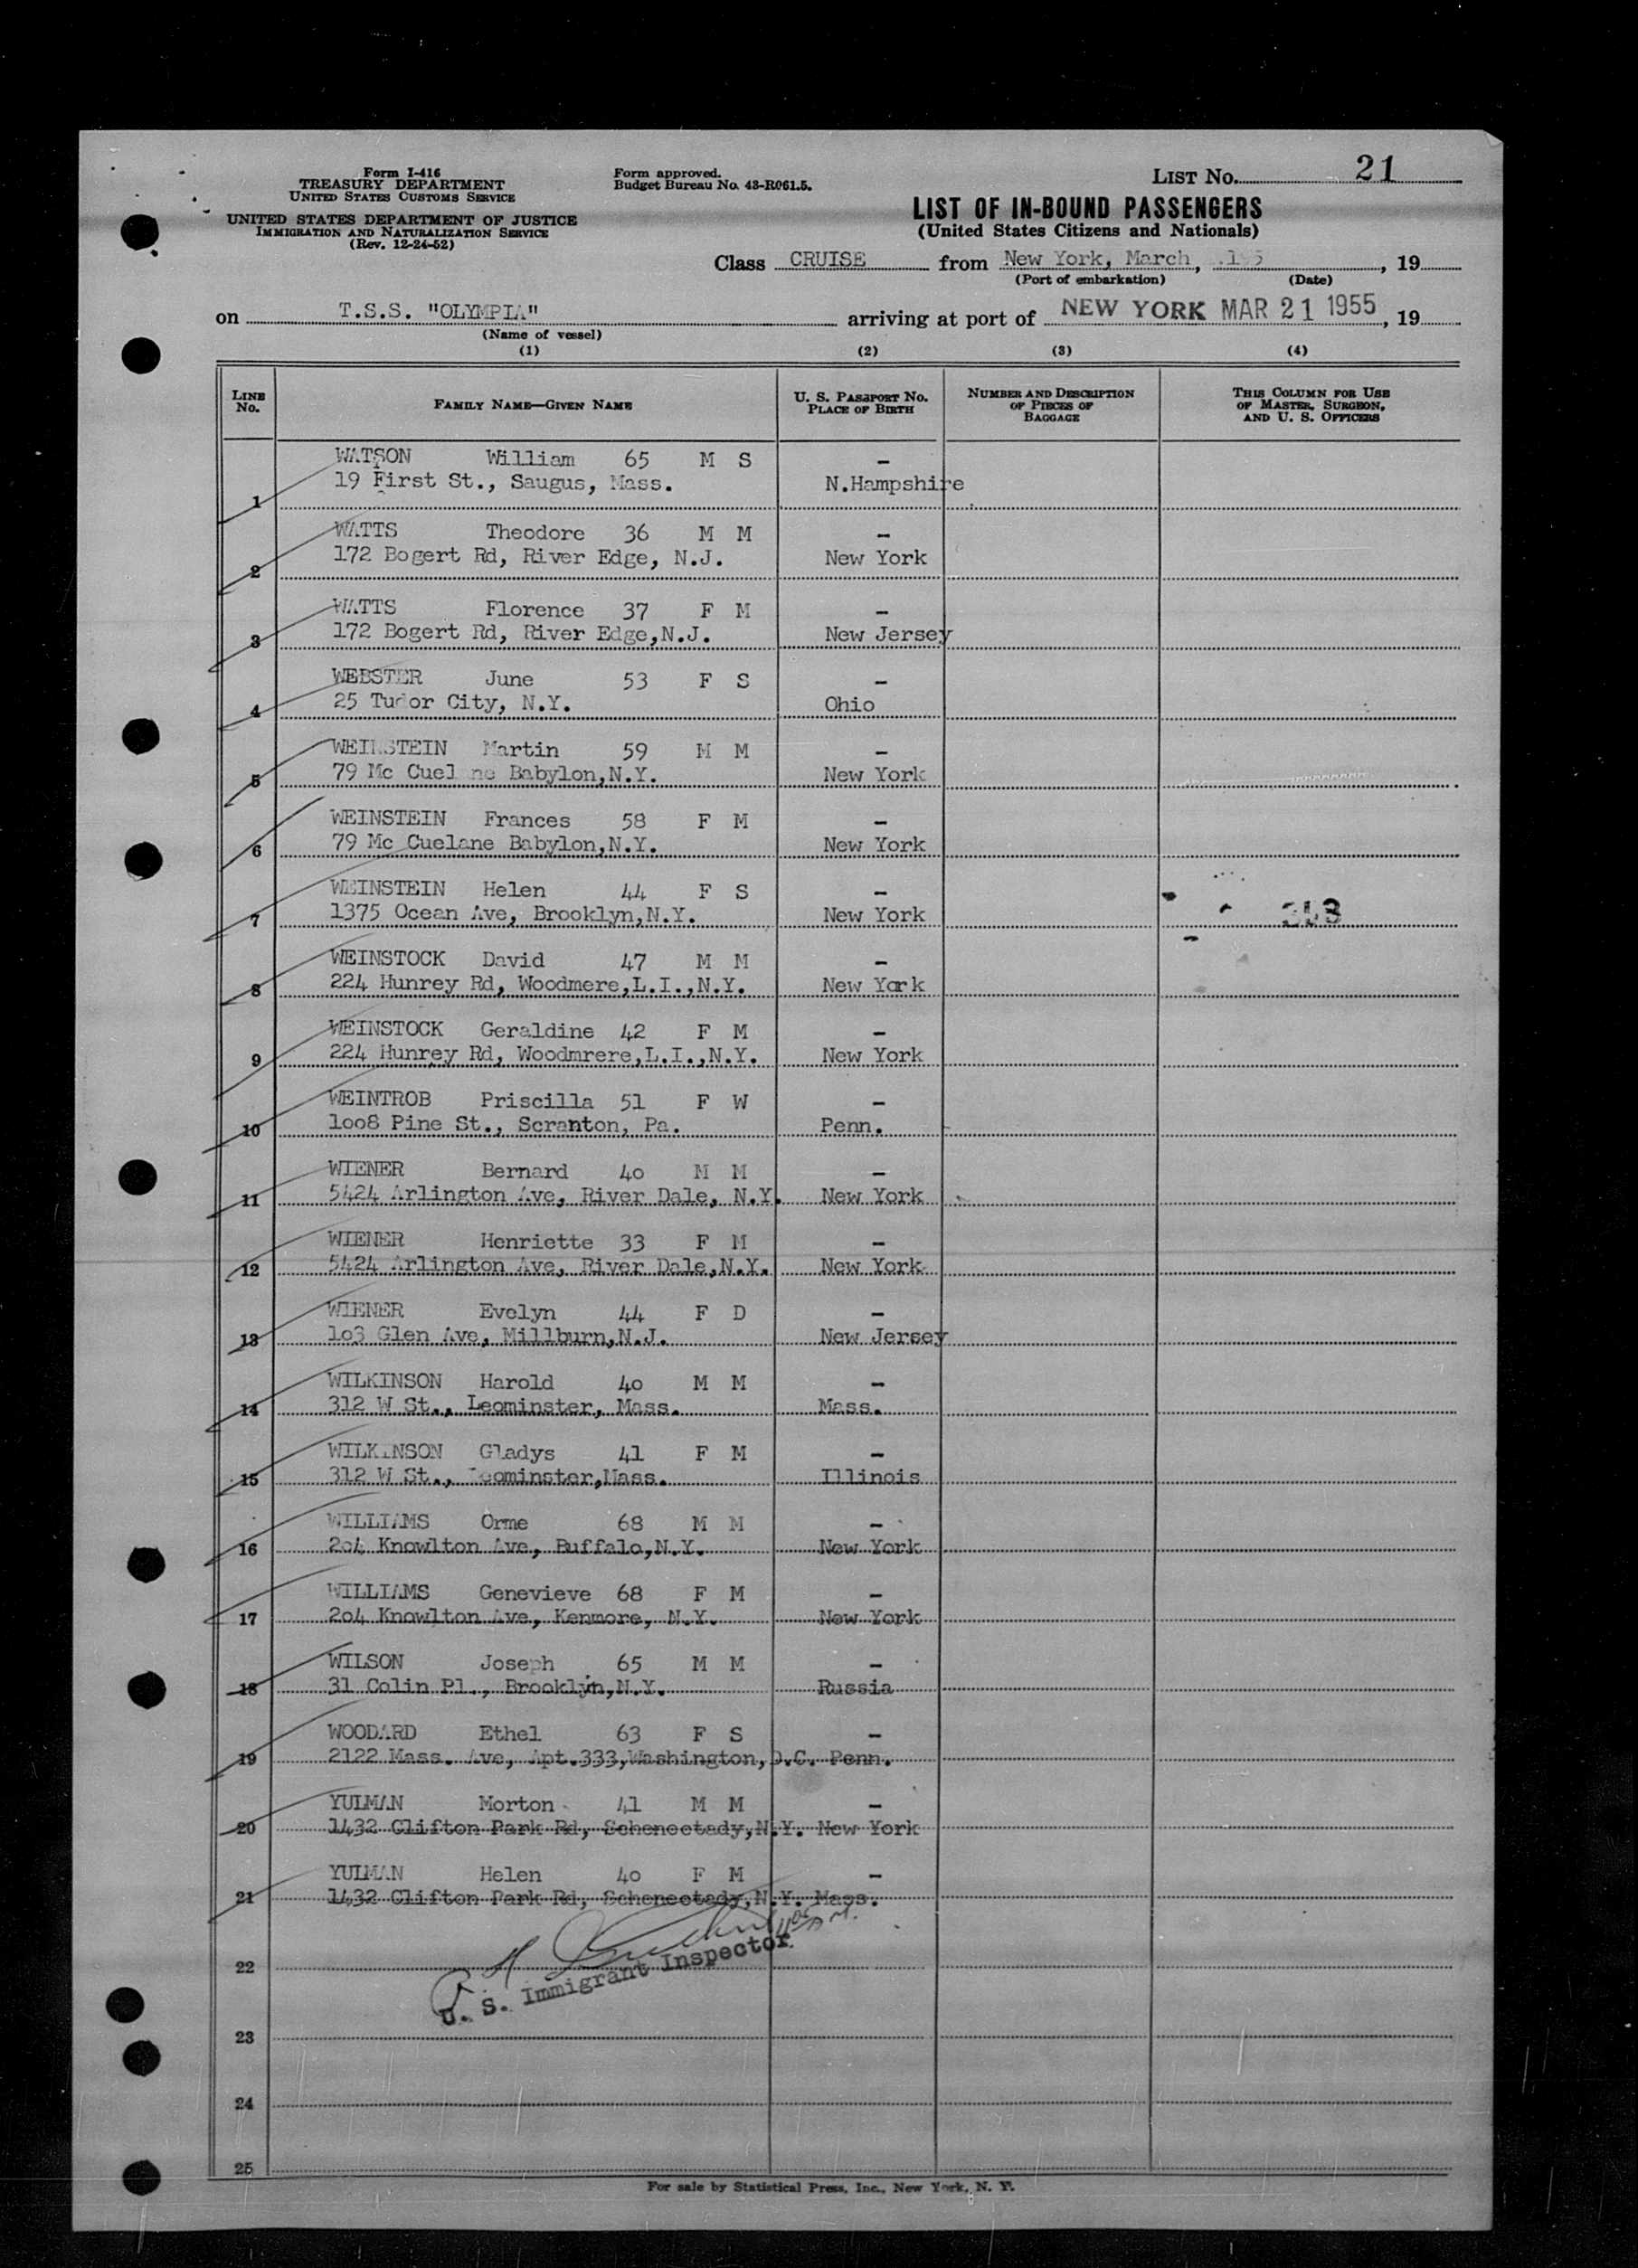 Form I-416
TREASURY DEPARTMENT
UNITED STATES CUSTOMS SERVICE
UNITED STATES DEPARTMENT OF JUSTICE
IMMIGRATION AND NATURALIZATION SERVICE
(Rev. 12-24-52)
Form approved.
Budget Bureau No. 43-R061.5.
LIST No. 21
LIST OF IN-BOUND PASSENGERS
(United States Citizens and Nationals)
Class CRUISE from New York, March, , 19
(Port of embarkation) (Date)
on T.S.S. "OLYMPIA" arriving at port of NEW YORK MAR 21 1955, 19
(Name of vessel)
(1) (2) (3) (4)
LINE No. FAMILY NAME—GIVEN NAME U. S. PASSPORT No. PLACE OF BIRTH NUMBER AND DESCRIPTION OF PIECES OF BAGGAGE THIS COLUMN FOR USE OF MASTER, SURGEON, AND U. S. OFFICERS
WATSON William 65 M S -
1 19 First St., Saugus, Mass. N.Hampshire
WATTS Theodore 36 M M -
2 172 Bogert Rd, River Edge, N.J. New York
WATTS Florence 37 F M -
3 172 Bogert Rd, River Edge,N.J. New Jersey
WEBSTER June 53 F S -
4 25 Tudor City, N.Y. Ohio
WEINSTEIN Martin 59 M M -
5 79 Mc Cuelane Babylon,N.Y. New York
WEINSTEIN Frances 58 F M -
6 79 Mc Cuelane Babylon,N.Y. New York
WEINSTEIN Helen 44 F S -
7 1375 Ocean Ave, Brooklyn,N.Y. New York
WEINSTOCK David 47 M M -
8 224 Hunrey Rd, Woodmere,L.I.,N.Y. New York
WEINSTOCK Geraldine 42 F M -
9 224 Hunrey Rd, Woodmrere,L.I.,N.Y. New York
WEINTROB Priscilla 51 F W -
10 1oo8 Pine St., Scranton, Pa. Penn.
WIENER Bernard 4o M M -
11 5424 Arlington Ave, River Dale, N.Y. New York
WIENER Henriette 33 F M -
12 5424 Arlington Ave, River Dale,N.Y. New York
WIENER Evelyn 44 F D -
13 1o3 Glen Ave, Millburn,N.J. New Jersey
WILKINSON Harold 4o M M -
14 312 W St., Leominster, Mass. Mass.
WILKINSON Gladys 41 F M -
15 312 W St., Leominster,Mass. Illinois
WILLIAMS Orme 68 M M -
16 2o4 Knowlton Ave, Buffalo,N.Y. New York
WILLIAMS Genevieve 68 F M -
17 2o4 Knowlton Ave, Kenmore, N.Y. New York
WILSON Joseph 65 M M -
18 31 Colin Pl., Brooklyn,N.Y. Russia
WOODARD Ethel 63 F S -
19 2122 Mass. Ave, Apt.333,Washington,D.C. Penn.
YULMAN Morton 41 M M -
20 1432 Clifton Park Rd, Schenectady,N.Y. New York
YULMAN Helen 4o F M -
21 1432 Clifton Park Rd, Schenectady,N.Y. Mass.
22
U. S. Immigrant Inspector
23
24
25
For sale by Statistical Press, Inc., New York, N. Y.